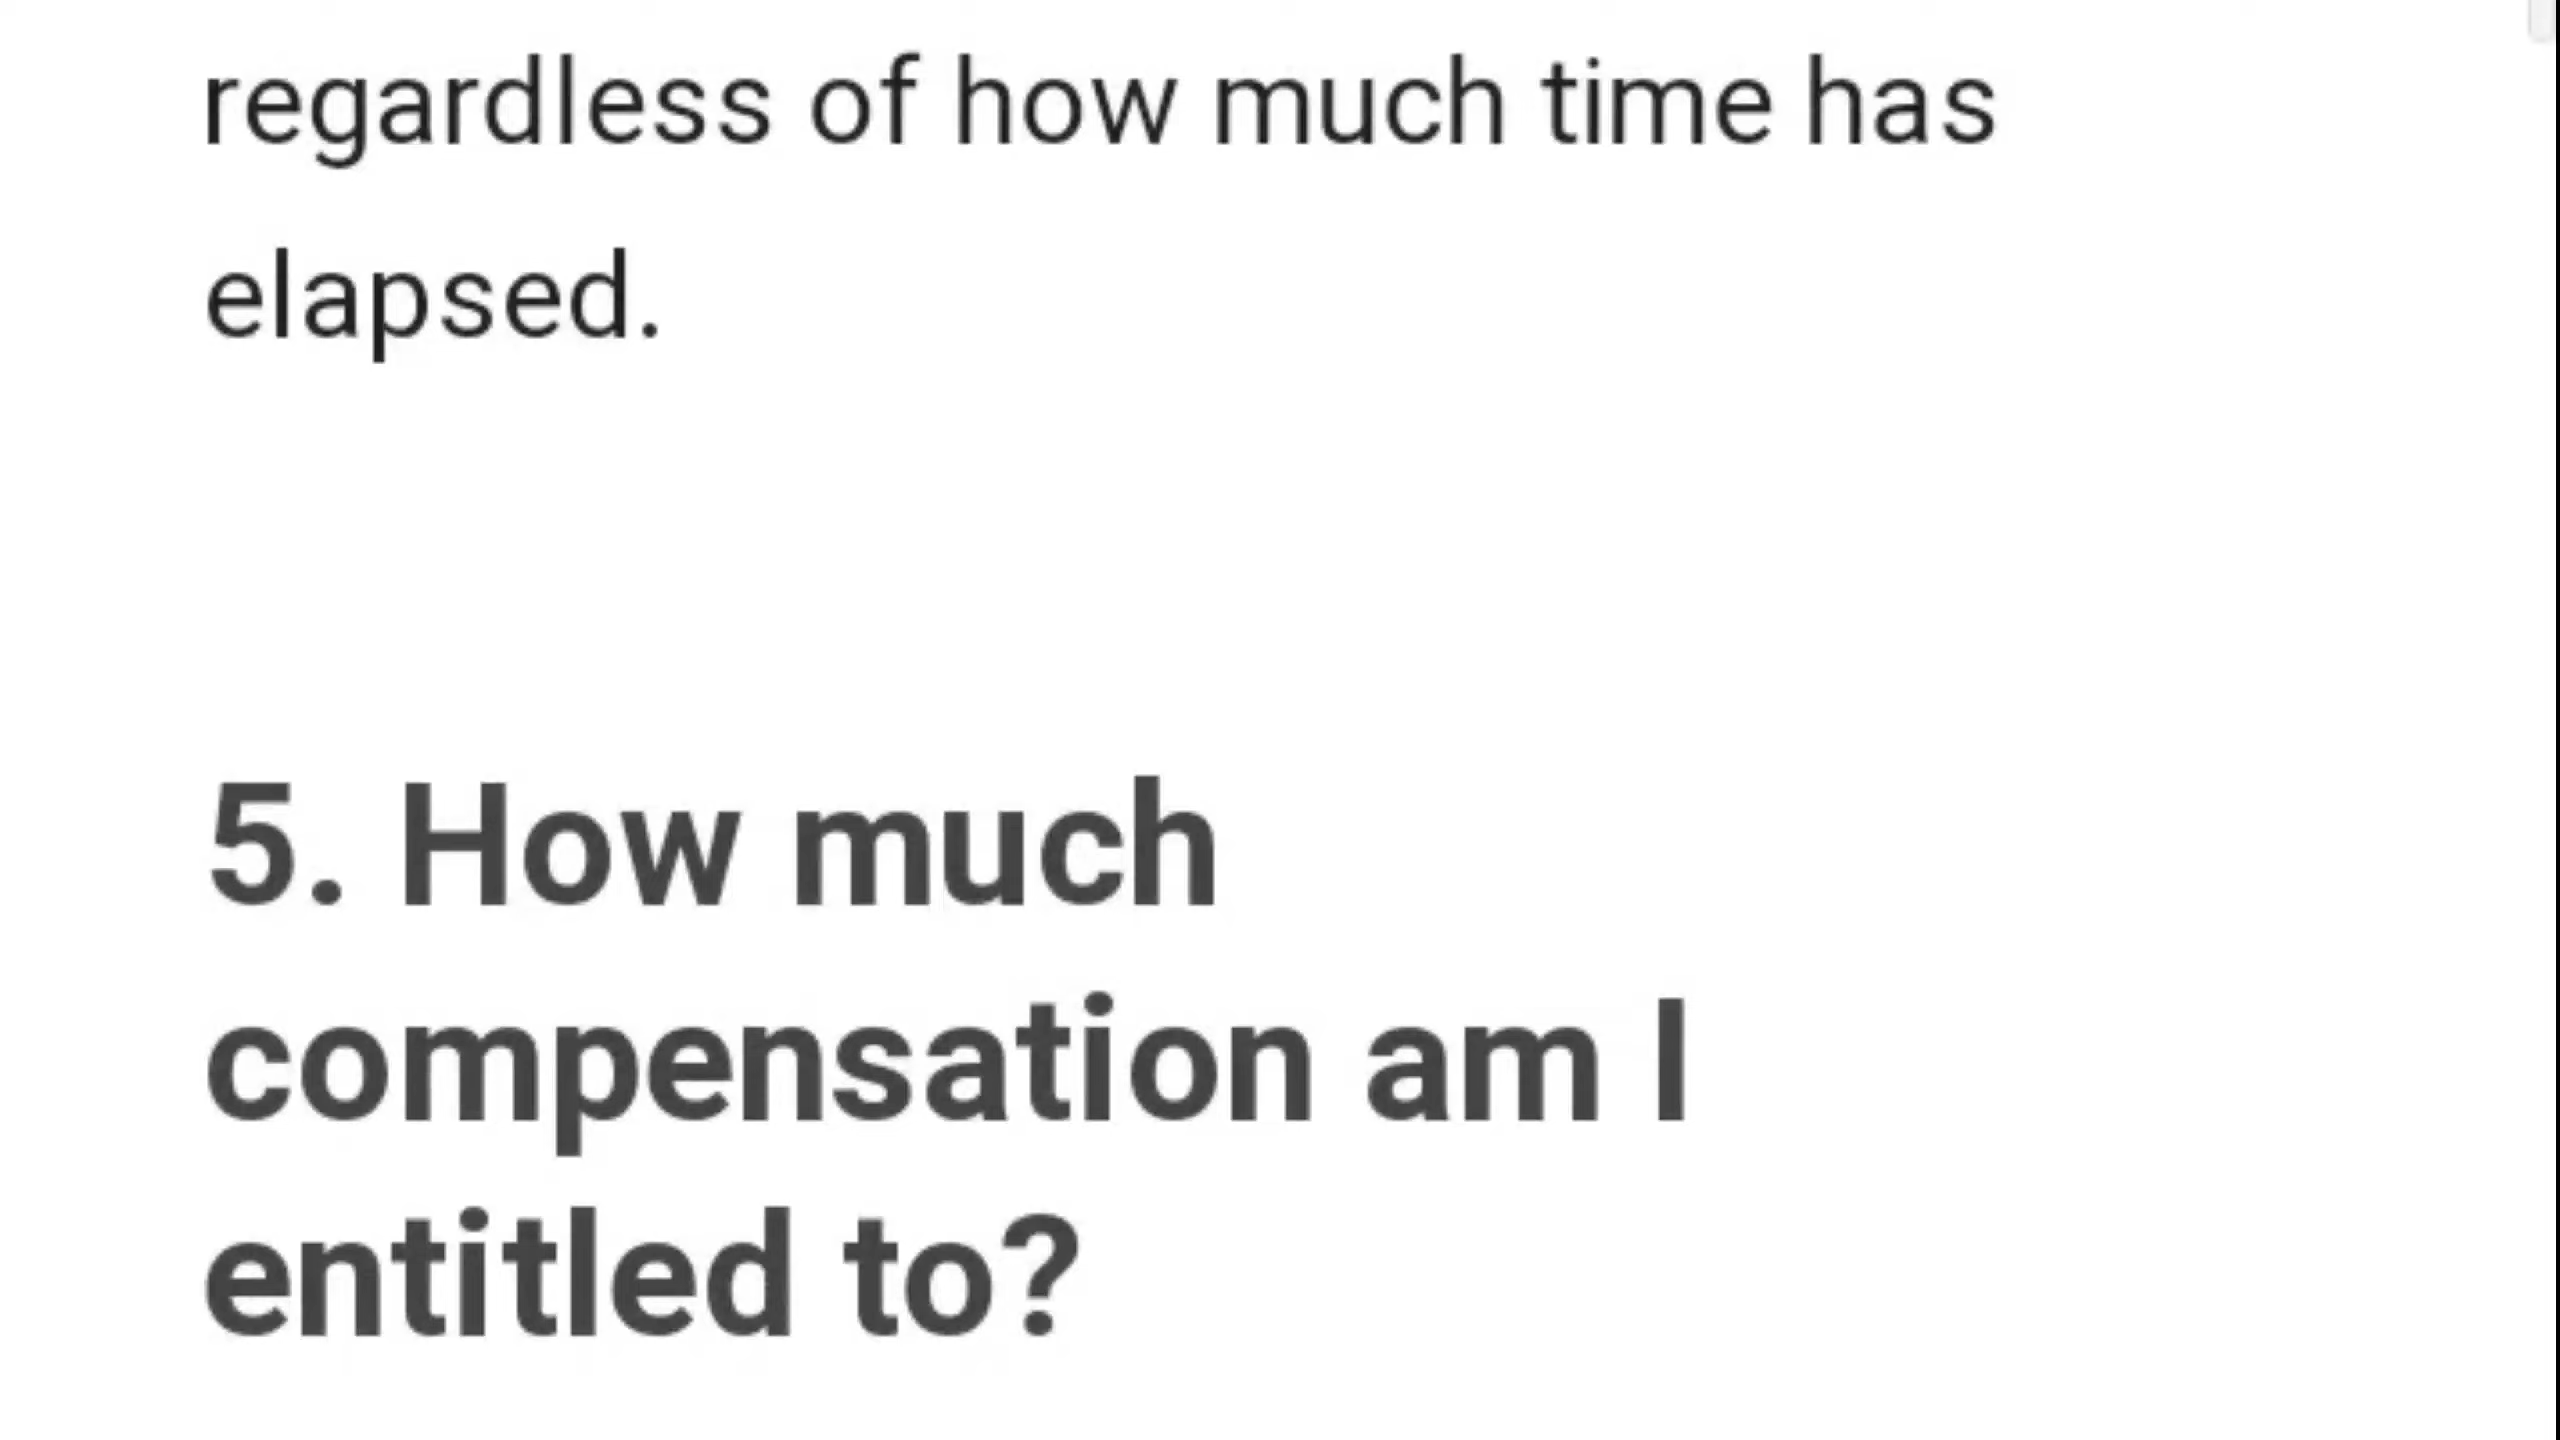 regardless of how much time has
elapsed.
5. How much
compensation am I
entitled to?